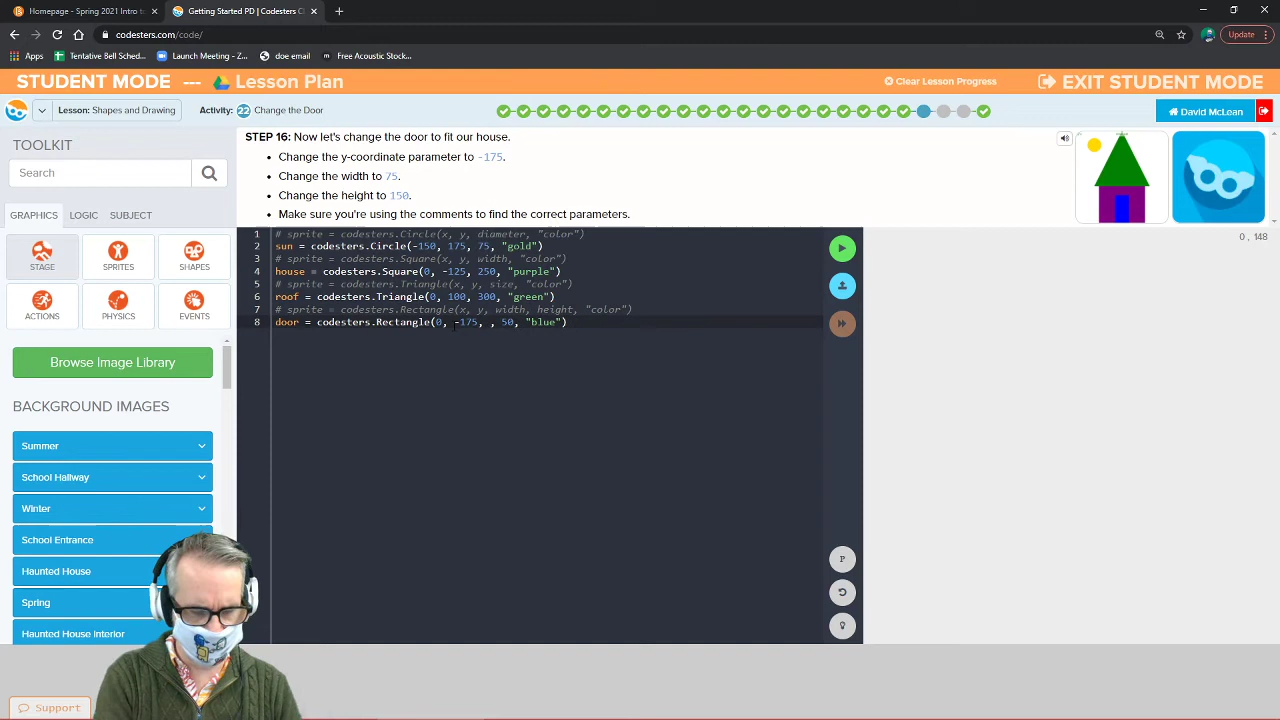 Homepage - Spring 2021 Intro to
Getting Started PD | Codesters Cl
codesters.com/code/
Update
Apps
Tentative Bell Sched...
Launch Meeting - Z...
doe email
Free Acoustic Stock...
STUDENT MODE --- Lesson Plan
Clear Lesson Progress
EXIT STUDENT MODE
Lesson: Shapes and Drawing
Activity: 22 Change the Door
David McLean
TOOLKIT
Search
GRAPHICS LOGIC SUBJECT
STAGE SPRITES SHAPES
ACTIONS PHYSICS EVENTS
Browse Image Library
BACKGROUND IMAGES
Summer
School Hallway
Winter
School Entrance
Haunted House
Spring
Haunted House Interior
Support
STEP 16: Now let's change the door to fit our house.
• Change the y-coordinate parameter to -175.
• Change the width to 75.
• Change the height to 150.
• Make sure you're using the comments to find the correct parameters.
1 # sprite = codesters.Circle(x, y, diameter, "color")
2 sun = codesters.Circle(-150, 175, 75, "gold")
3 # sprite = codesters.Square(x, y, width, "color")
4 house = codesters.Square(0, -125, 250, "purple")
5 # sprite = codesters.Triangle(x, y, size, "color")
6 roof = codesters.Triangle(0, 100, 300, "green")
7 # sprite = codesters.Rectangle(x, y, width, height, "color")
8 door = codesters.Rectangle(0, -175, , 50, "blue")
P
0, 148